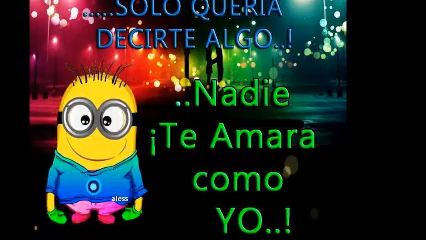 .....SOLO QUERIA
DECIRTE ALGO..!
..Nadie
¡Te Amara
como
YO..!
aless